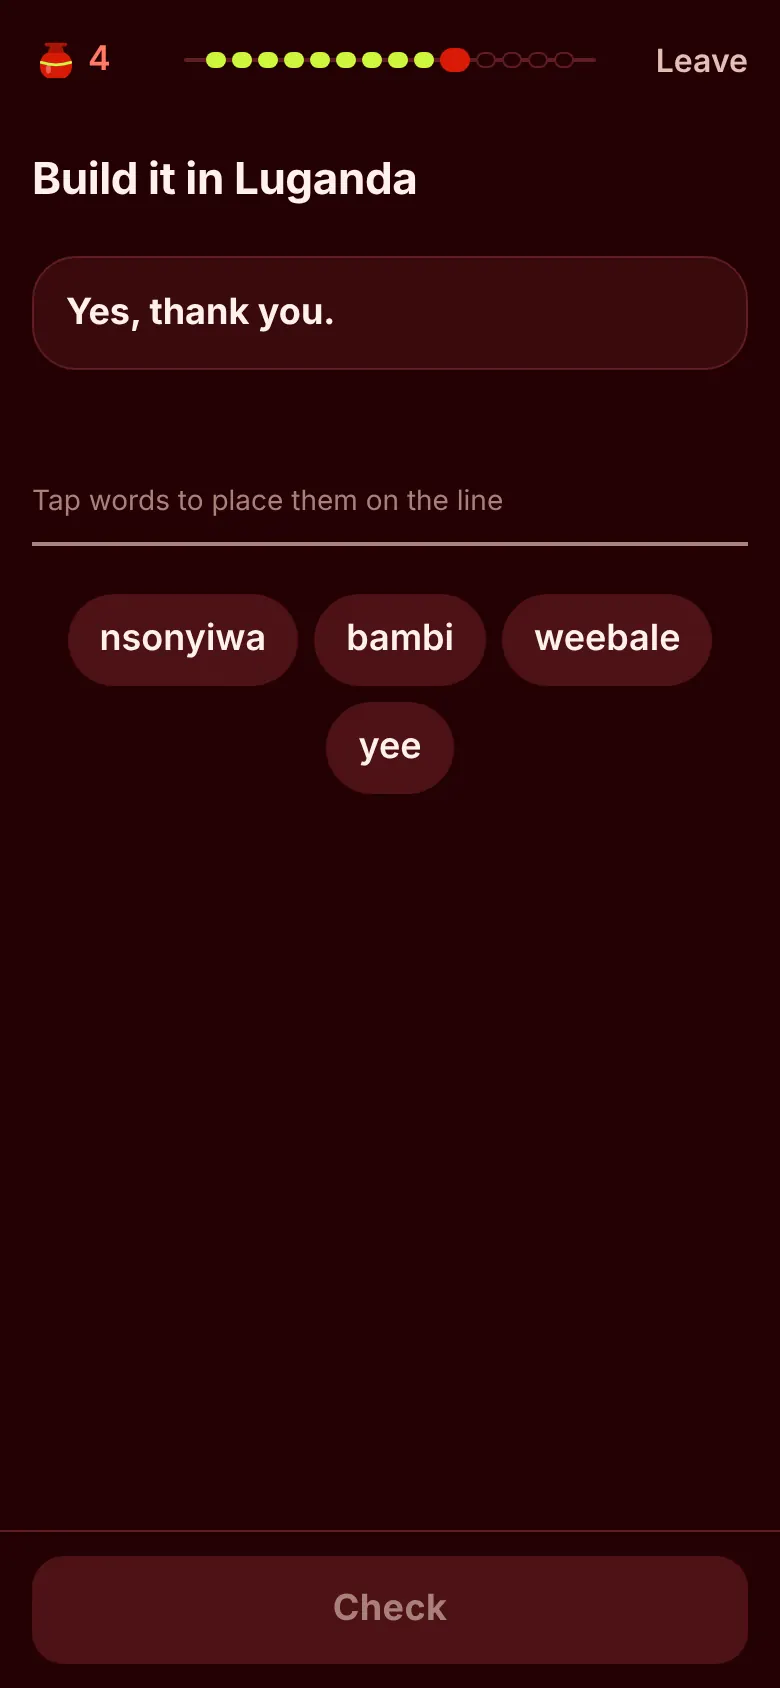 4
Leave
Build it in Luganda
Yes, thank you.
Tap words to place them on the line
nsonyiwa bambi weebale
yee
Check